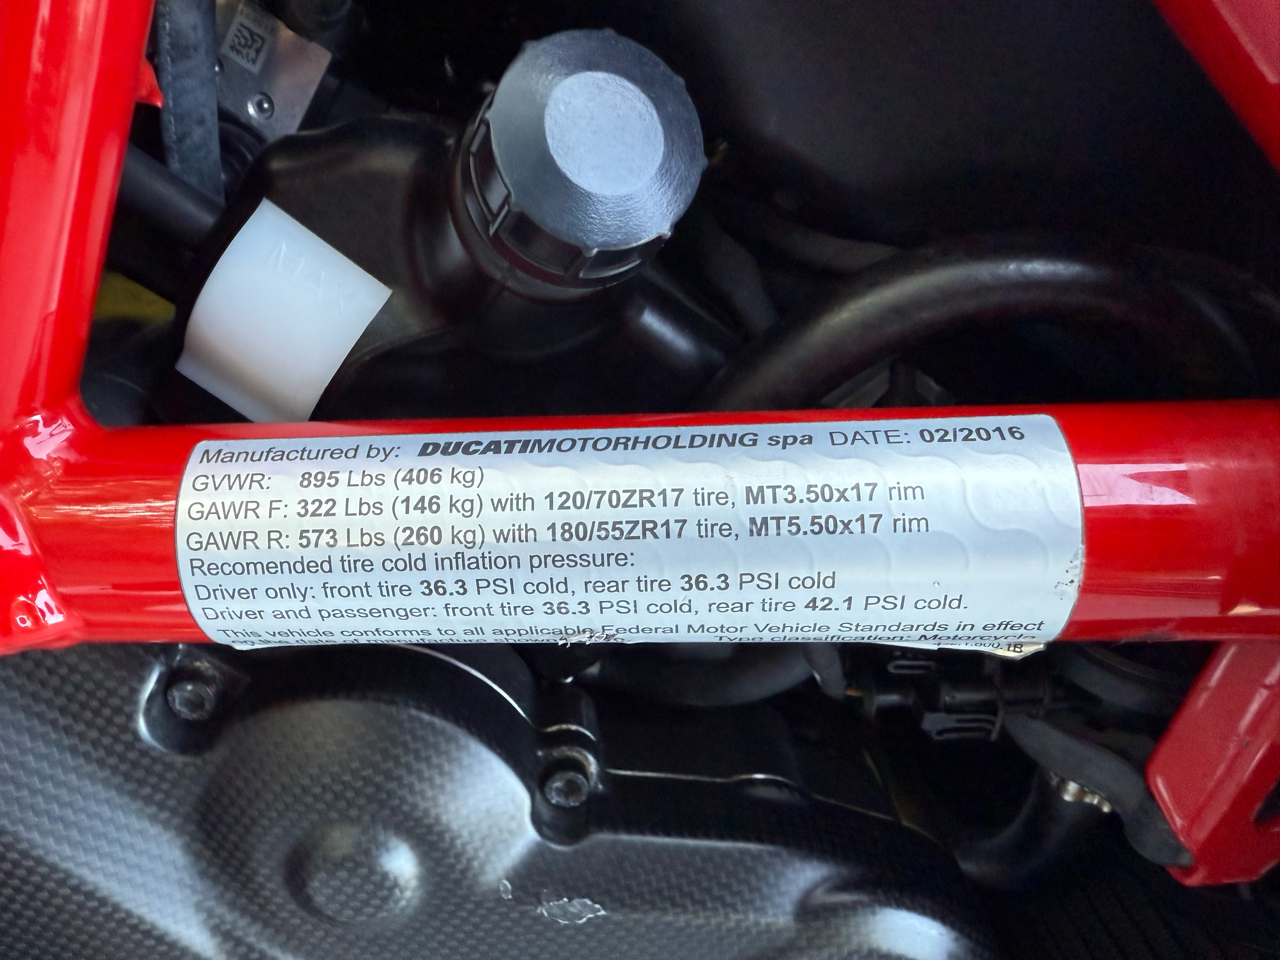 MAX
Manufactured by: DUCATIMOTORHOLDING spa DATE: 02/2016
GVWR: 895 Lbs (406 kg)
GAWR F: 322 Lbs (146 kg) with 120/70ZR17 tire, MT3.50x17 rim
GAWR R: 573 Lbs (260 kg) with 180/55ZR17 tire, MT5.50x17 rim
Recomended tire cold inflation pressure:
Driver only: front tire 36.3 PSI cold, rear tire 36.3 PSI cold
Driver and passenger: front tire 36.3 PSI cold, rear tire 42.1 PSI cold.
This vehicle conforms to all applicable Federal Motor Vehicle Standards in effect
Type classification: Motorcycle